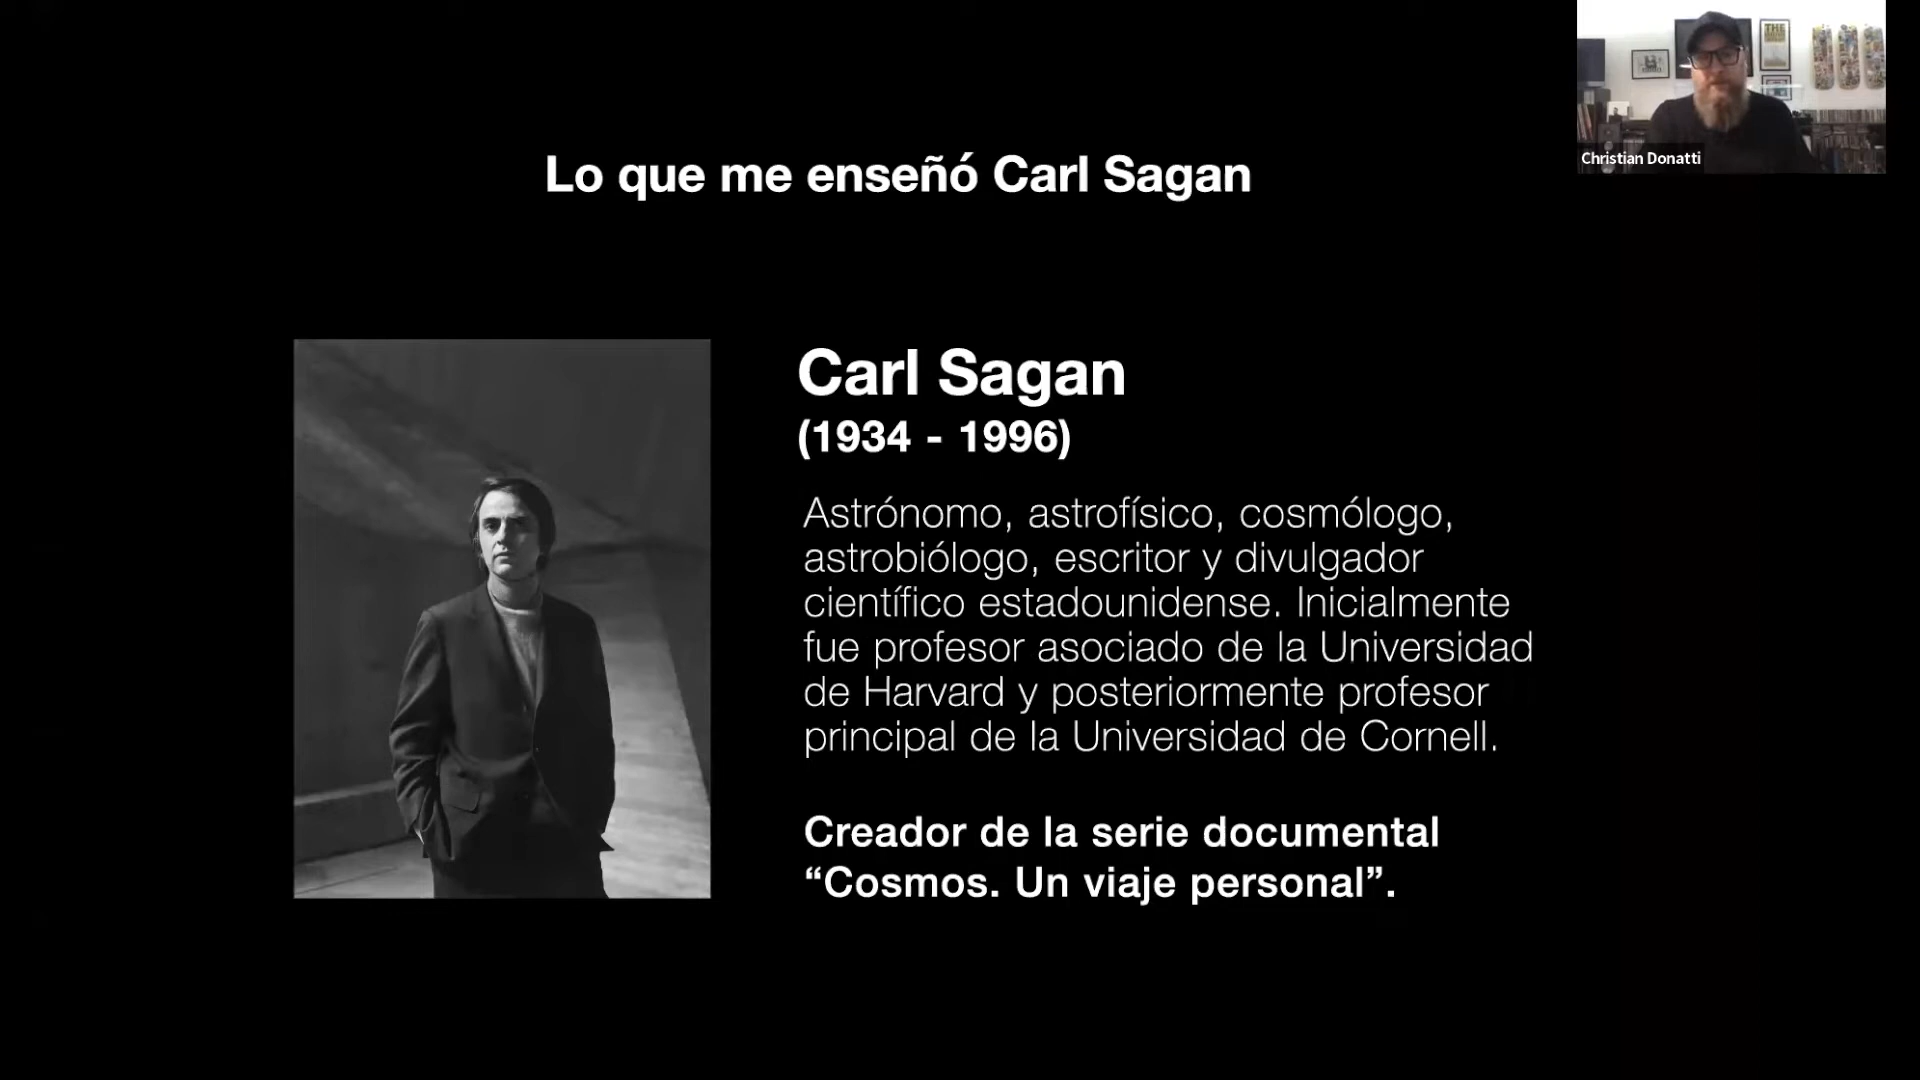 Lo que me enseñó Carl Sagan
Christian Donatti
Carl Sagan
(1934 - 1996)
Astrónomo, astrofísico, cosmólogo,
astrobiólogo, escritor y divulgador
científico estadounidense. Inicialmente
fue profesor asociado de la Universidad
de Harvard y posteriormente profesor
principal de la Universidad de Cornell.
Creador de la serie documental
“Cosmos. Un viaje personal”.